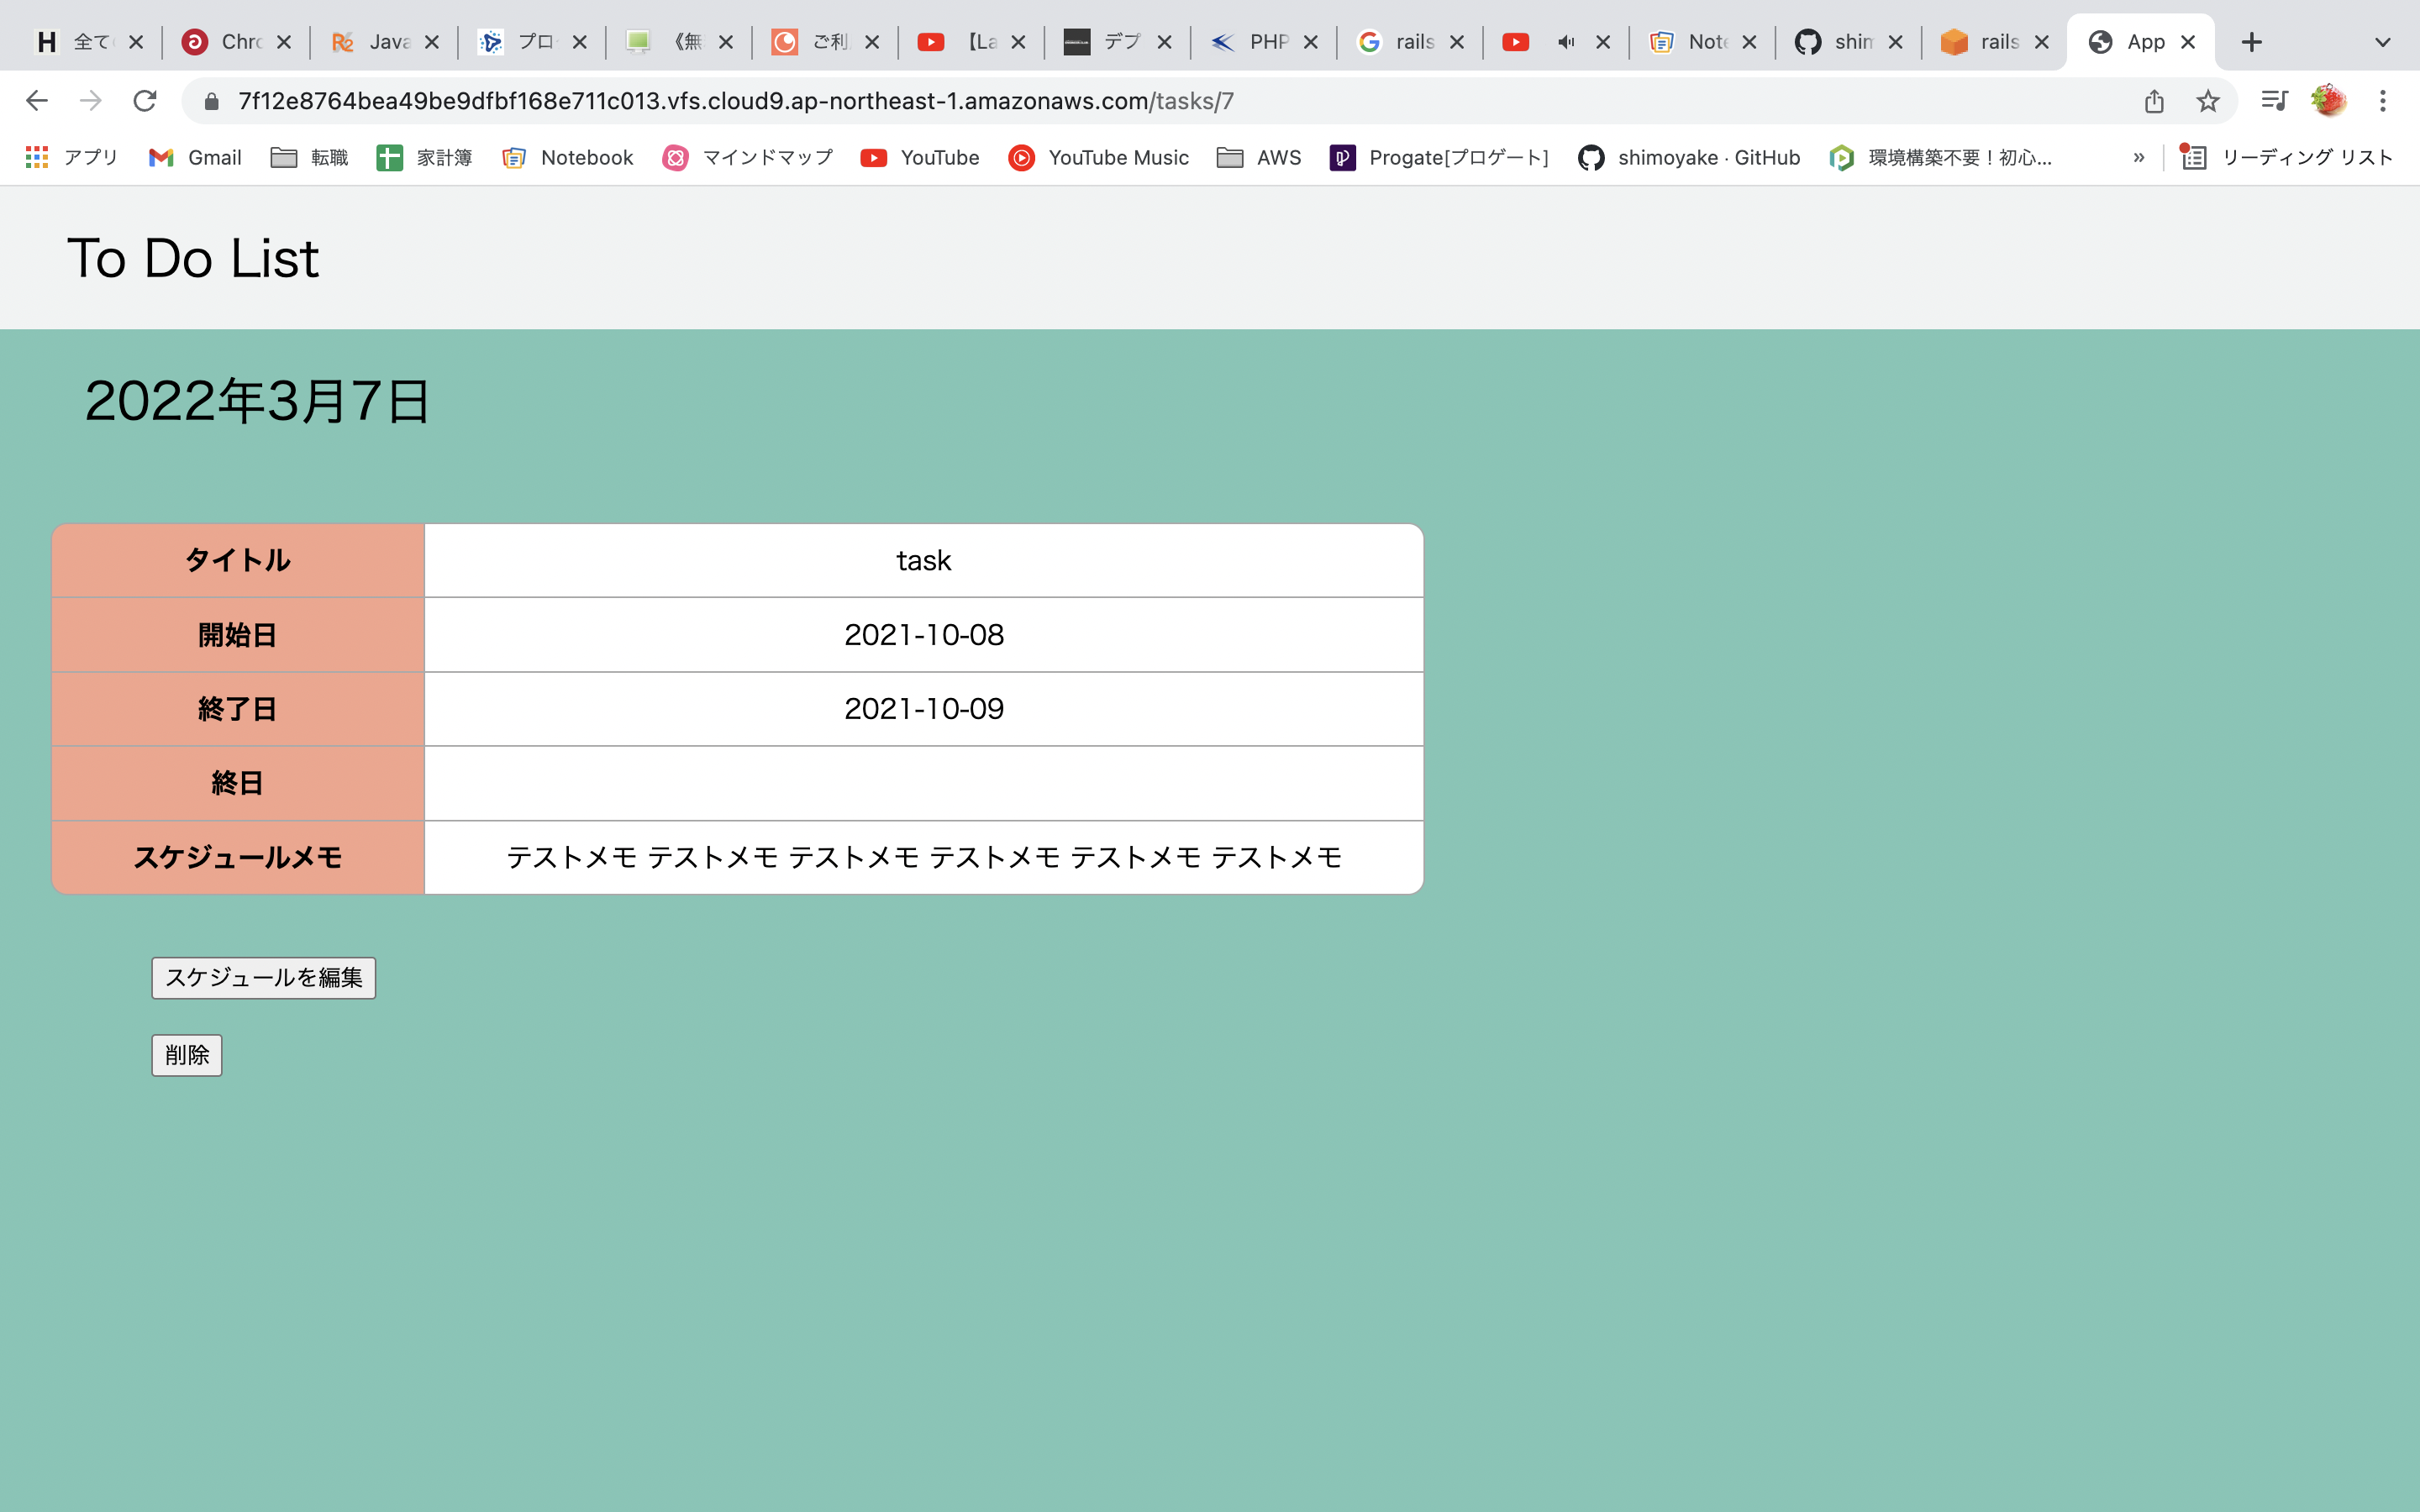 全て Chro Java プロ 《無 ご利 【La デプ PHP rails Note shim rails App
7f12e8764bea49be9dfbf168e711c013.vfs.cloud9.ap-northeast-1.amazonaws.com/tasks/7
アプリ Gmail 転職 家計簿 Notebook マインドマップ YouTube YouTube Music AWS Progate[プロゲート] shimoyake · GitHub 環境構築不要！初心... » リーディング リスト
To Do List
2022年3月7日
タイトル task
開始日 2021-10-08
終了日 2021-10-09
終日
スケジュールメモ テストメモ テストメモ テストメモ テストメモ テストメモ テストメモ
スケジュールを編集
削除